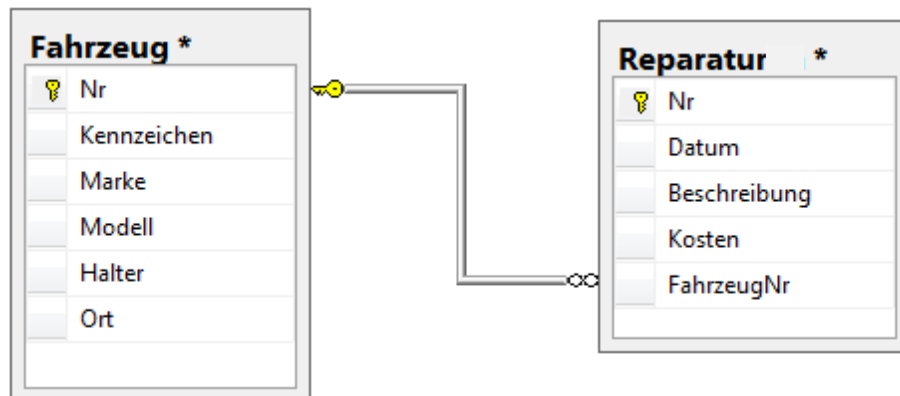 Fahrzeug *
Nr
Kennzeichen
Marke
Modell
Halter
Ort
Reparatur *
Nr
Datum
Beschreibung
Kosten
FahrzeugNr